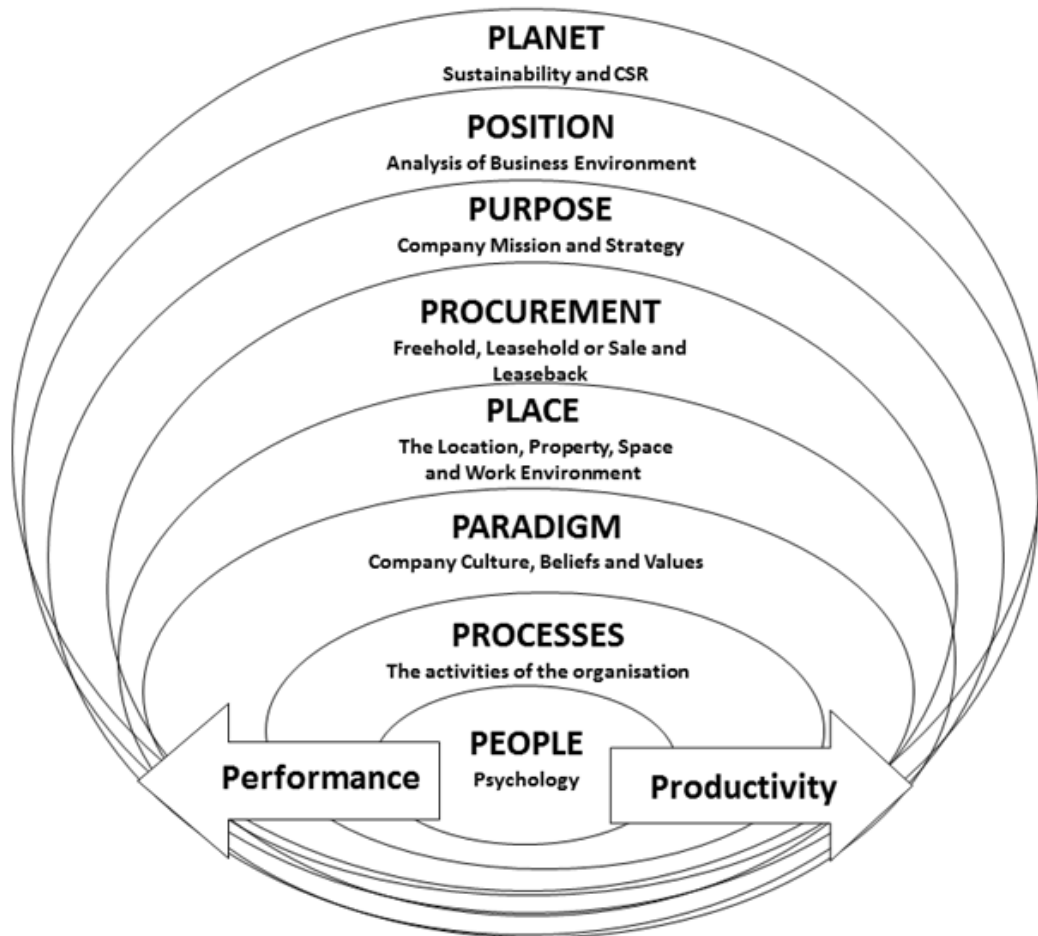 PLANET
Sustainability and CSR
POSITION
Analysis of Business Environment
PURPOSE
Company Mission and Strategy
PROCUREMENT
Freehold, Leasehold or Sale and
Leaseback
PLACE
The Location, Property, Space
and Work Environment
PARADIGM
Company Culture, Beliefs and Values
PROCESSES
The activities of the organisation
PEOPLE
Psychology
Performance
Productivity